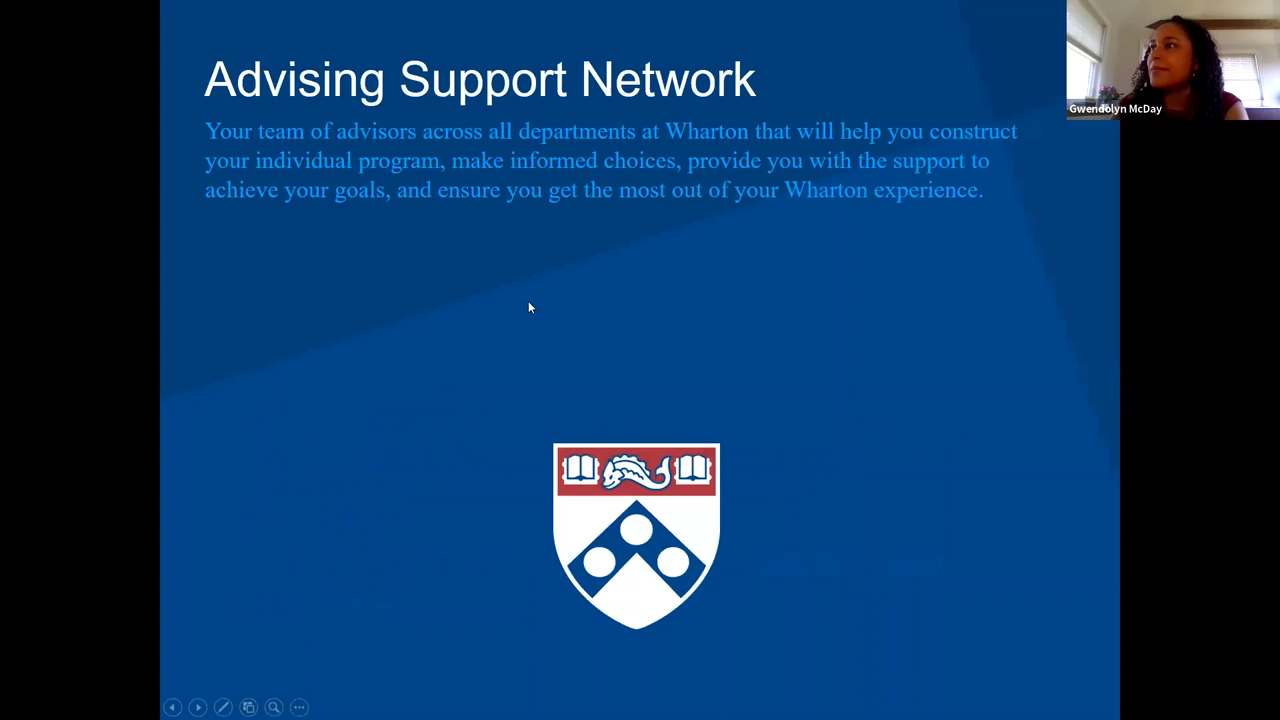 Advising Support Network
Your team of advisors across all departments at Wharton that will help you construct
your individual program, make informed choices, provide you with the support to
achieve your goals, and ensure you get the most out of your Wharton experience.
Gwendolyn McDay